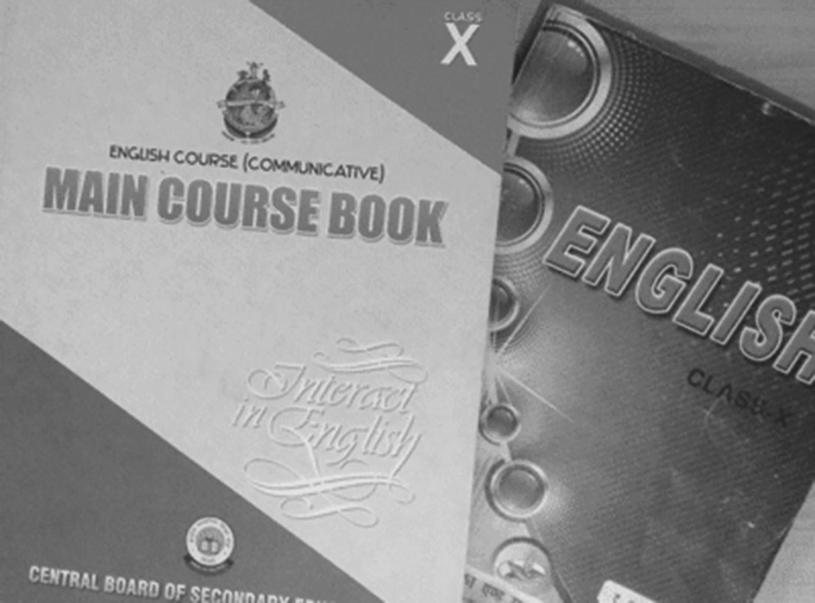 CLASS
X
ENGLISH COURSE (COMMUNICATIVE)
MAIN COURSE BOOK
Interact
in English
CENTRAL BOARD OF SECONDARY
ENGLISH
CLASS-X